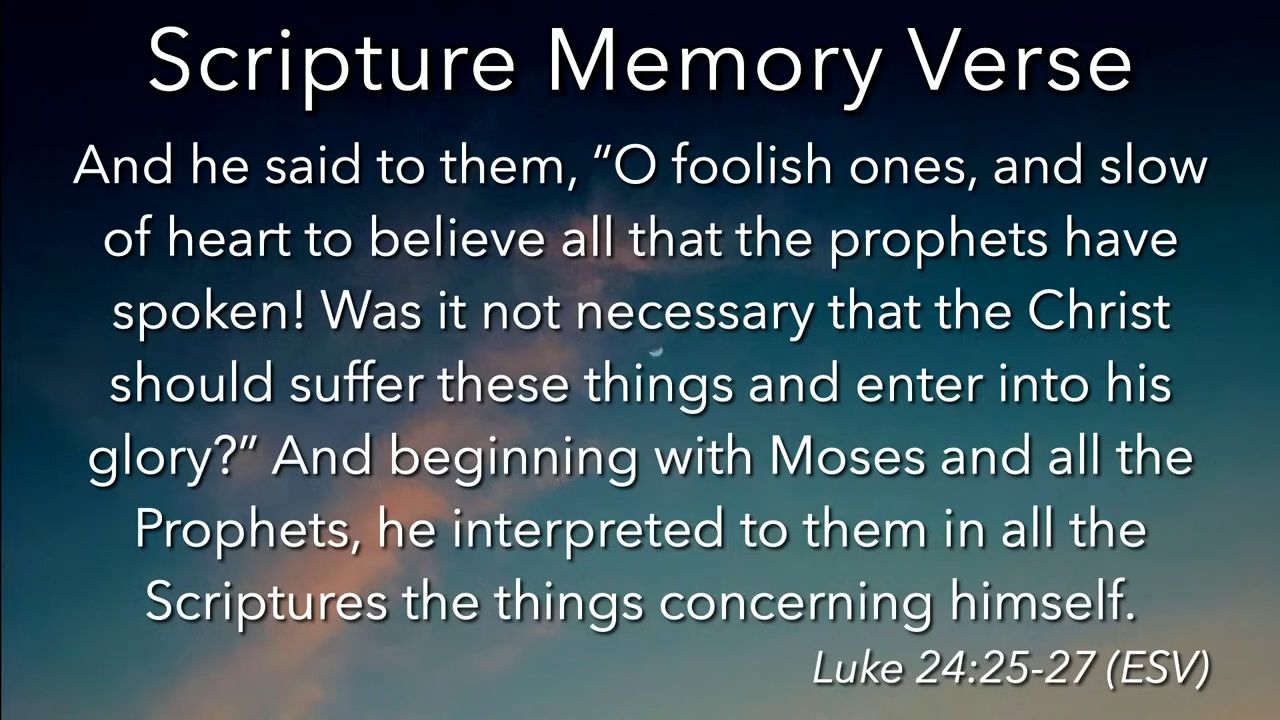 Scripture Memory Verse
And he said to them, “O foolish ones, and slow
of heart to believe all that the prophets have
spoken! Was it not necessary that the Christ
should suffer these things and enter into his
glory?” And beginning with Moses and all the
Prophets, he interpreted to them in all the
Scriptures the things concerning himself.
Luke 24:25-27 (ESV)